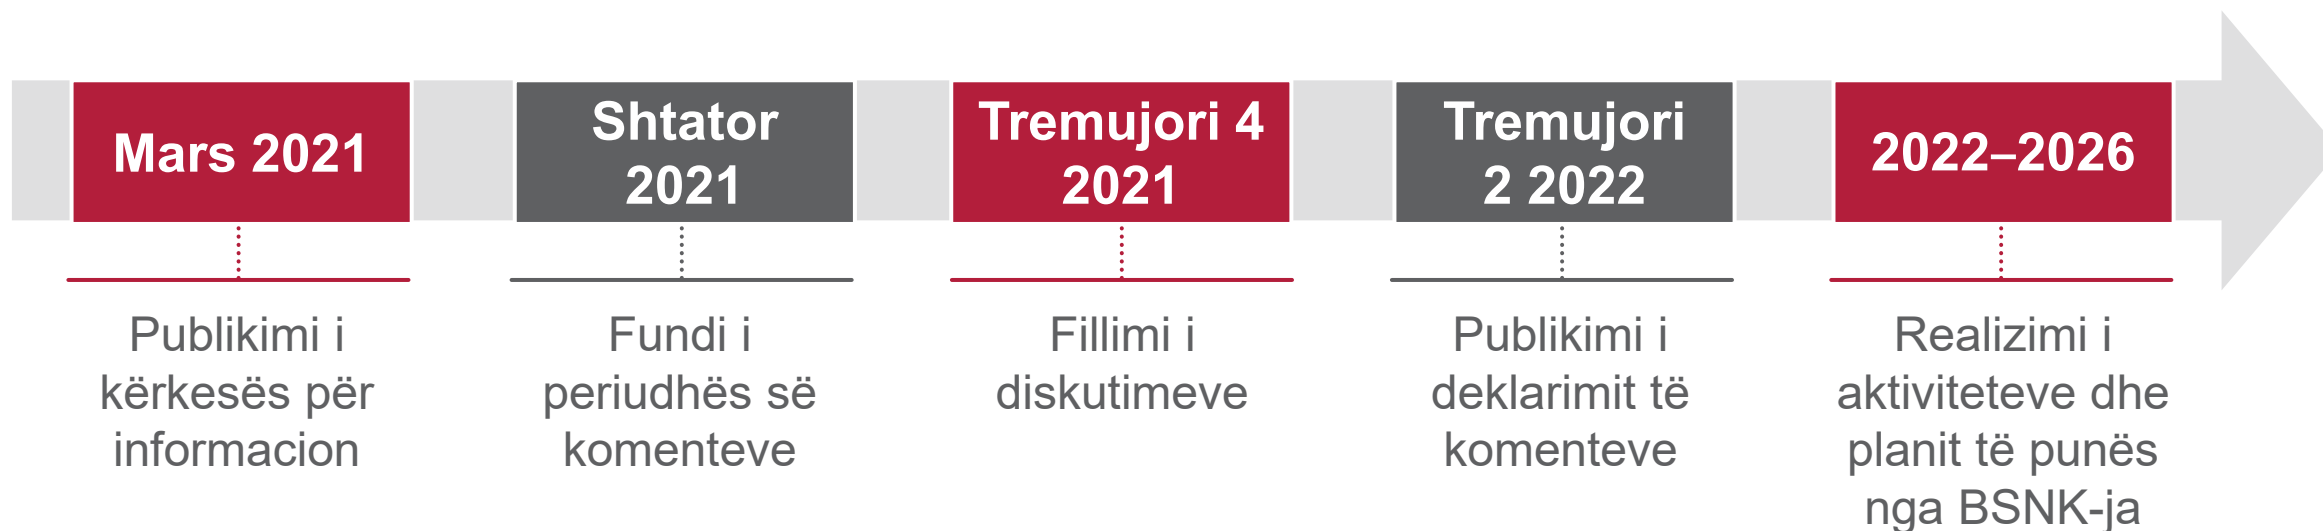 Mars 2021
Shtator
2021
Tremujori 4
2021
Tremujori
2 2022
2022–2026
Publikimi i
kërkesës për
informacion
Fundi i
periudhës së
komenteve
Fillimi i
diskutimeve
Publikimi i
deklarimit të
komenteve
Realizimi i
aktiviteteve dhe
planit të punës
nga BSNK-ja